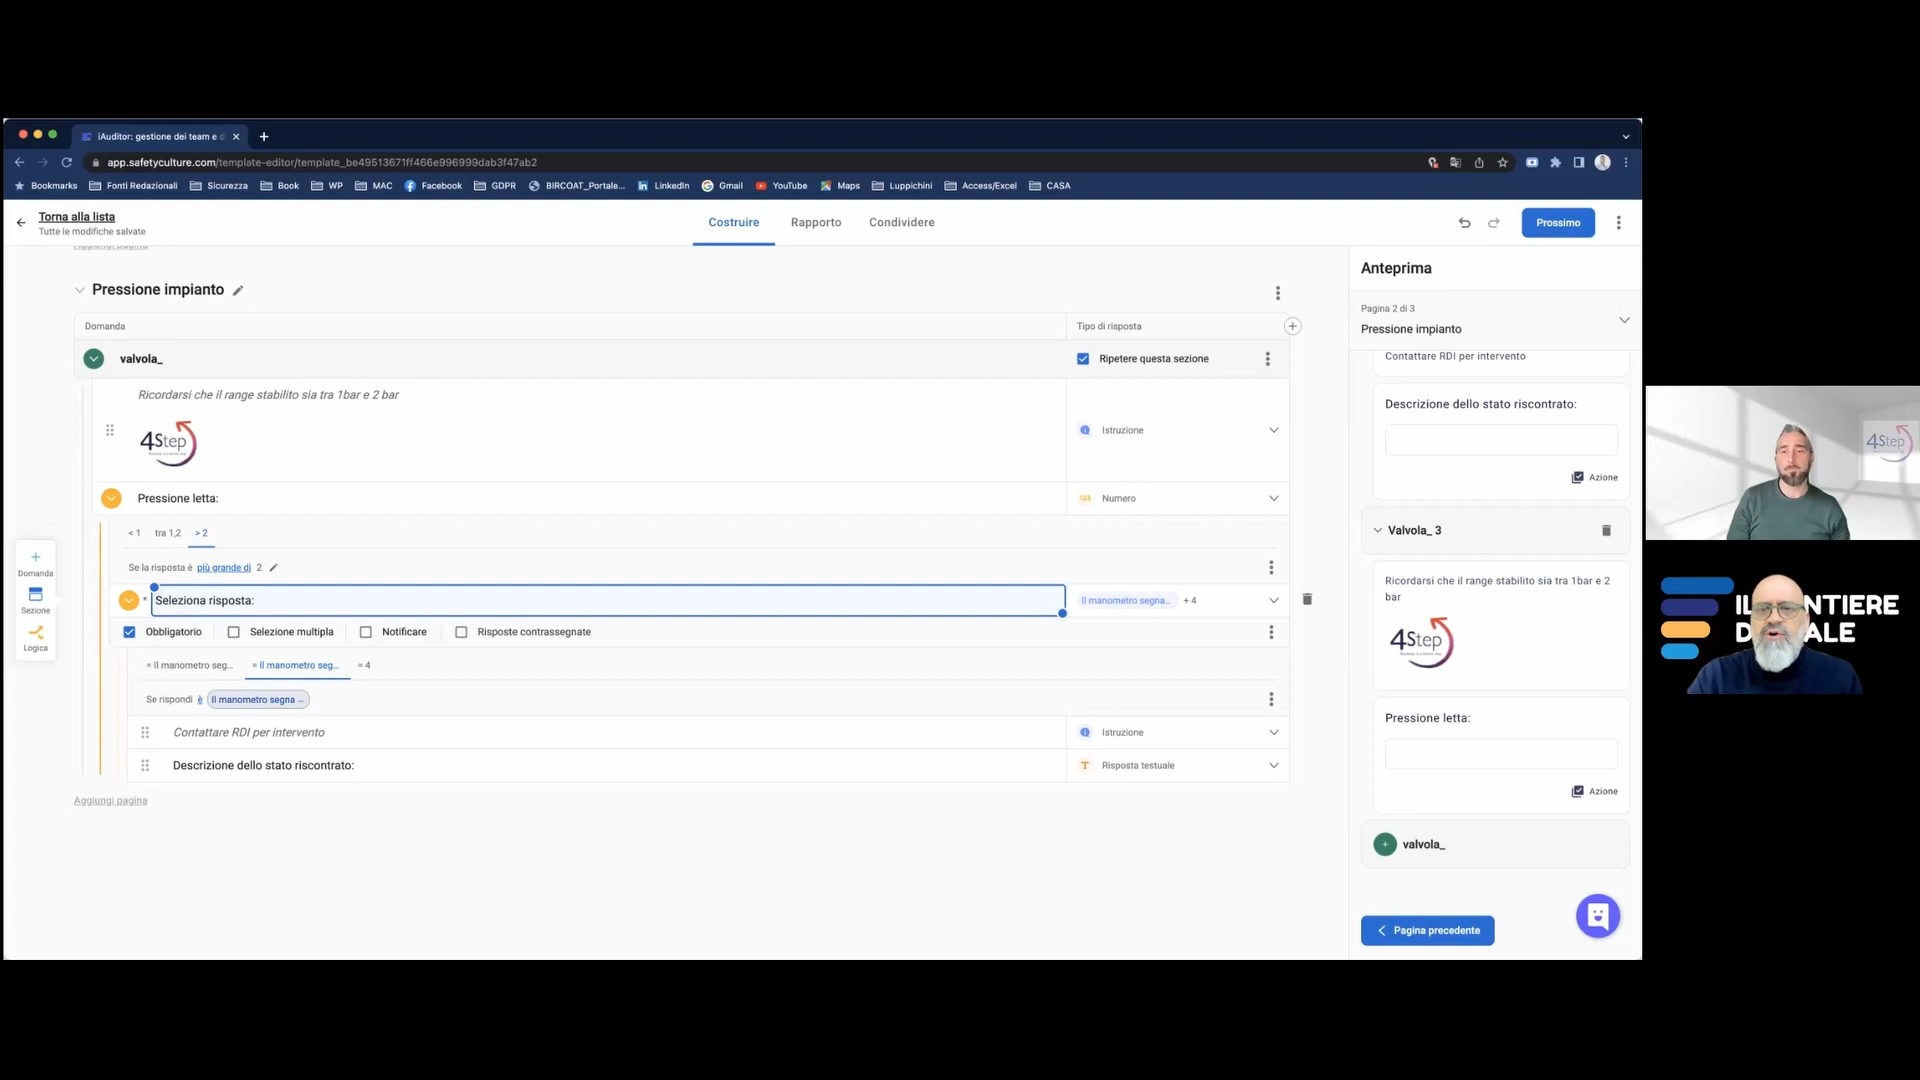 iAuditor: gestione dei team e d
app.safetyculture.com/template-editor/template_be49513671ff466e996999dab3f47ab2
Bookmarks Fonti Redazionali Sicurezza Book WP MAC Facebook GDPR BIRCOAT_Portale... LinkedIn Gmail YouTube Maps Luppichini Access/Excel CASA
Torna alla lista
Tutte le modifiche salvate
Costruire Rapporto Condividere
Prossimo
Aggiungi pagina
Pressione impianto
Domanda Tipo di risposta
valvola_ Ripetere questa sezione
Ricordarsi che il range stabilito sia tra 1bar e 2 bar
4Step
Istruzione
Pressione letta: 123 Numero
< 1 tra 1,2 > 2
Se la risposta è più grande di 2
* Seleziona risposta: Il manometro segna... + 4
Obbligatorio Selezione multipla Notificare Risposte contrassegnate
= Il manometro seg... = Il manometro seg... = 4
Se rispondi è Il manometro segna ...
Contattare RDI per intervento Istruzione
Descrizione dello stato riscontrato: T Risposta testuale
Aggiungi pagina
Domanda
Sezione
Logica
Anteprima
Pagina 2 di 3
Pressione impianto
Contattare RDI per intervento
Descrizione dello stato riscontrato:
Azione
Valvola_ 3
Ricordarsi che il range stabilito sia tra 1bar e 2
bar
4Step
Pressione letta:
Azione
valvola_
Pagina precedente
4Step